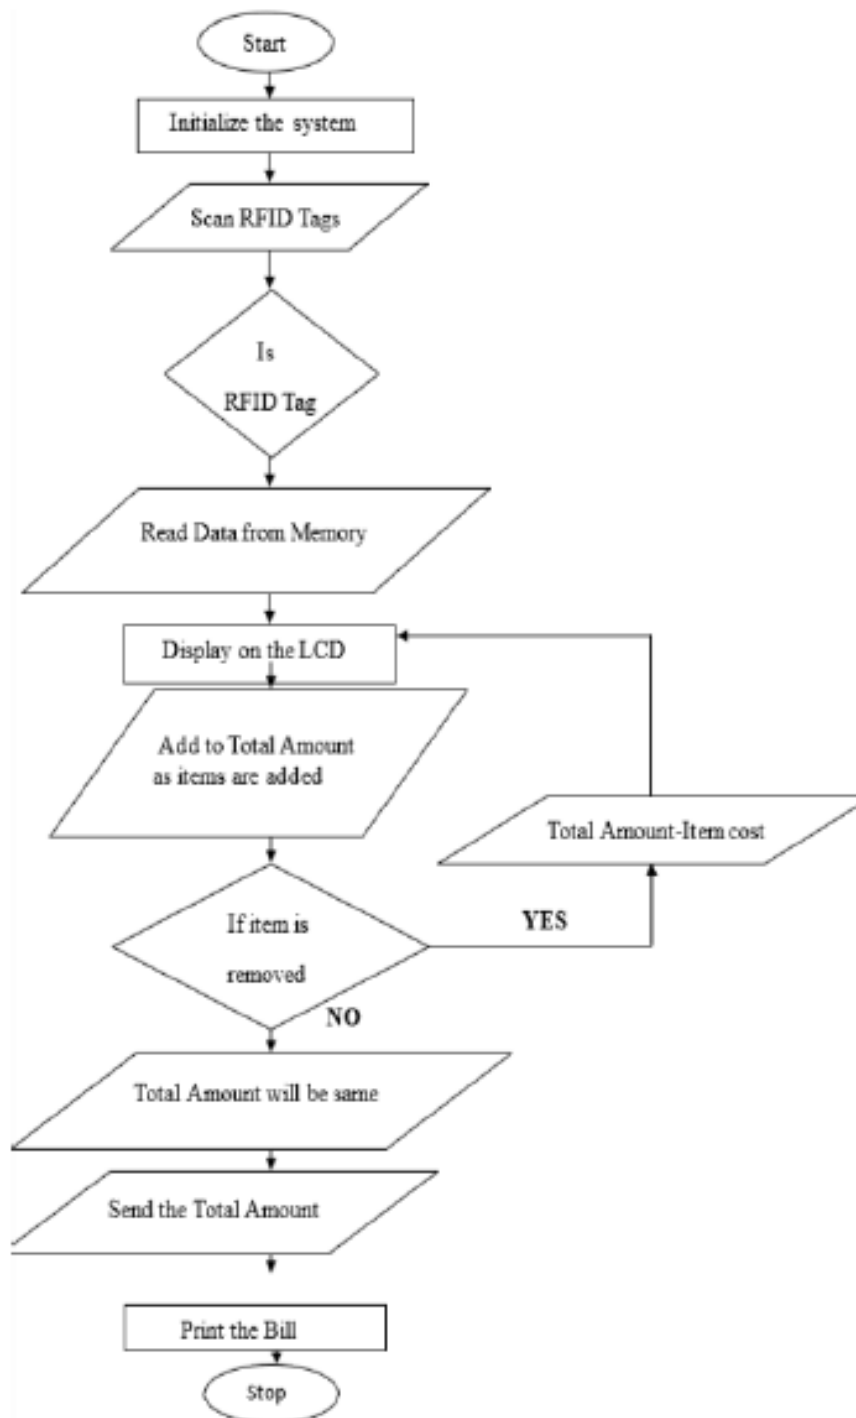 Start
Initialize the system
Scan RFID Tags
Is
RFID Tag
Read Data from Memory
Display on the LCD
Add to Total Amount
as items are added
Total Amount-Item cost
If item is
removed
YES
NO
Total Amount will be same
Send the Total Amount
Print the Bill
Stop